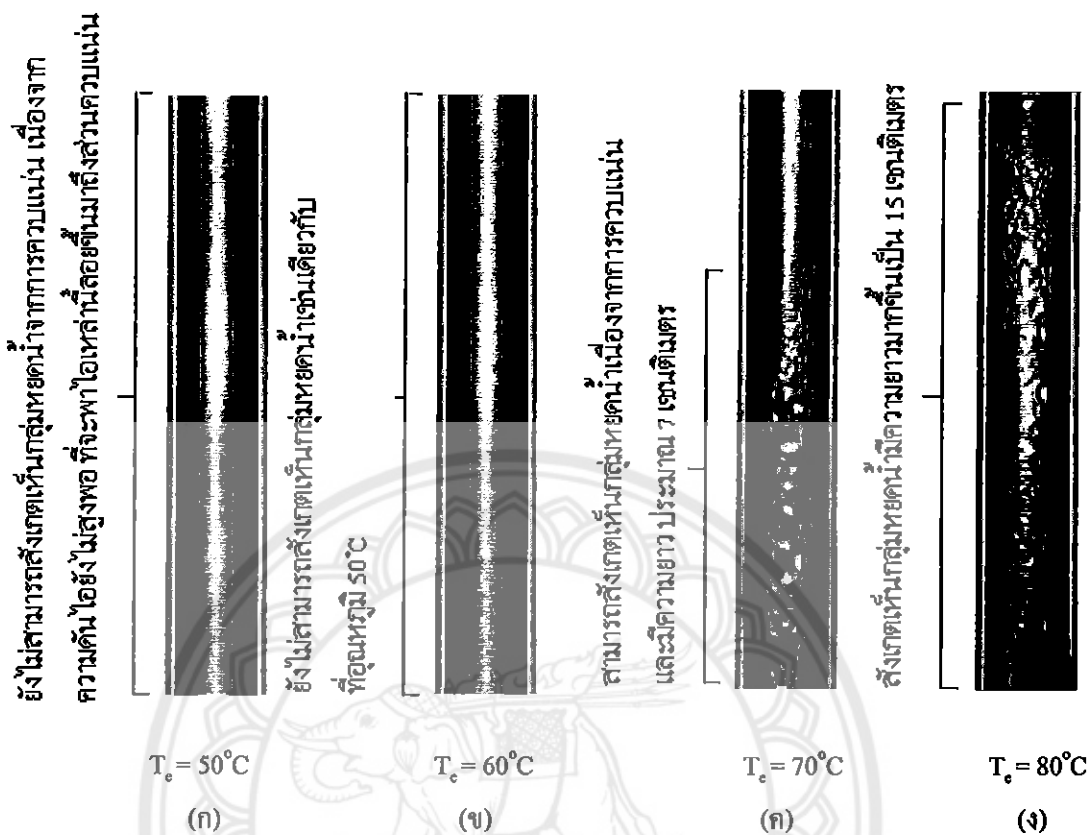 ยังไม่สามารถสังเกตเห็นกลุ่มหยดน้ำจากการควบแน่น เนื่องจาก
ความดันไอยังไม่สูงพอ ที่จะพาไอเหล่านี้ลอยขึ้นมาถึงส่วนควบแน่น
T_e = 50°C
(ก)
ยังไม่สามารถสังเกตเห็นกลุ่มหยดน้ำเช่นเดียวกับ
ที่อุณหภูมิ 50°C
T_e = 60°C
(ข)
สามารถสังเกตเห็นกลุ่มหยดน้ำเนื่องจากการควบแน่น
และมีความยาว ประมาณ 7 เซนติเมตร
T_e = 70°C
(ค)
สังเกตเห็นกลุ่มหยดน้ำมีความยาวมากขึ้นเป็น 15 เซนติเมตร
T_e = 80°C
(ง)